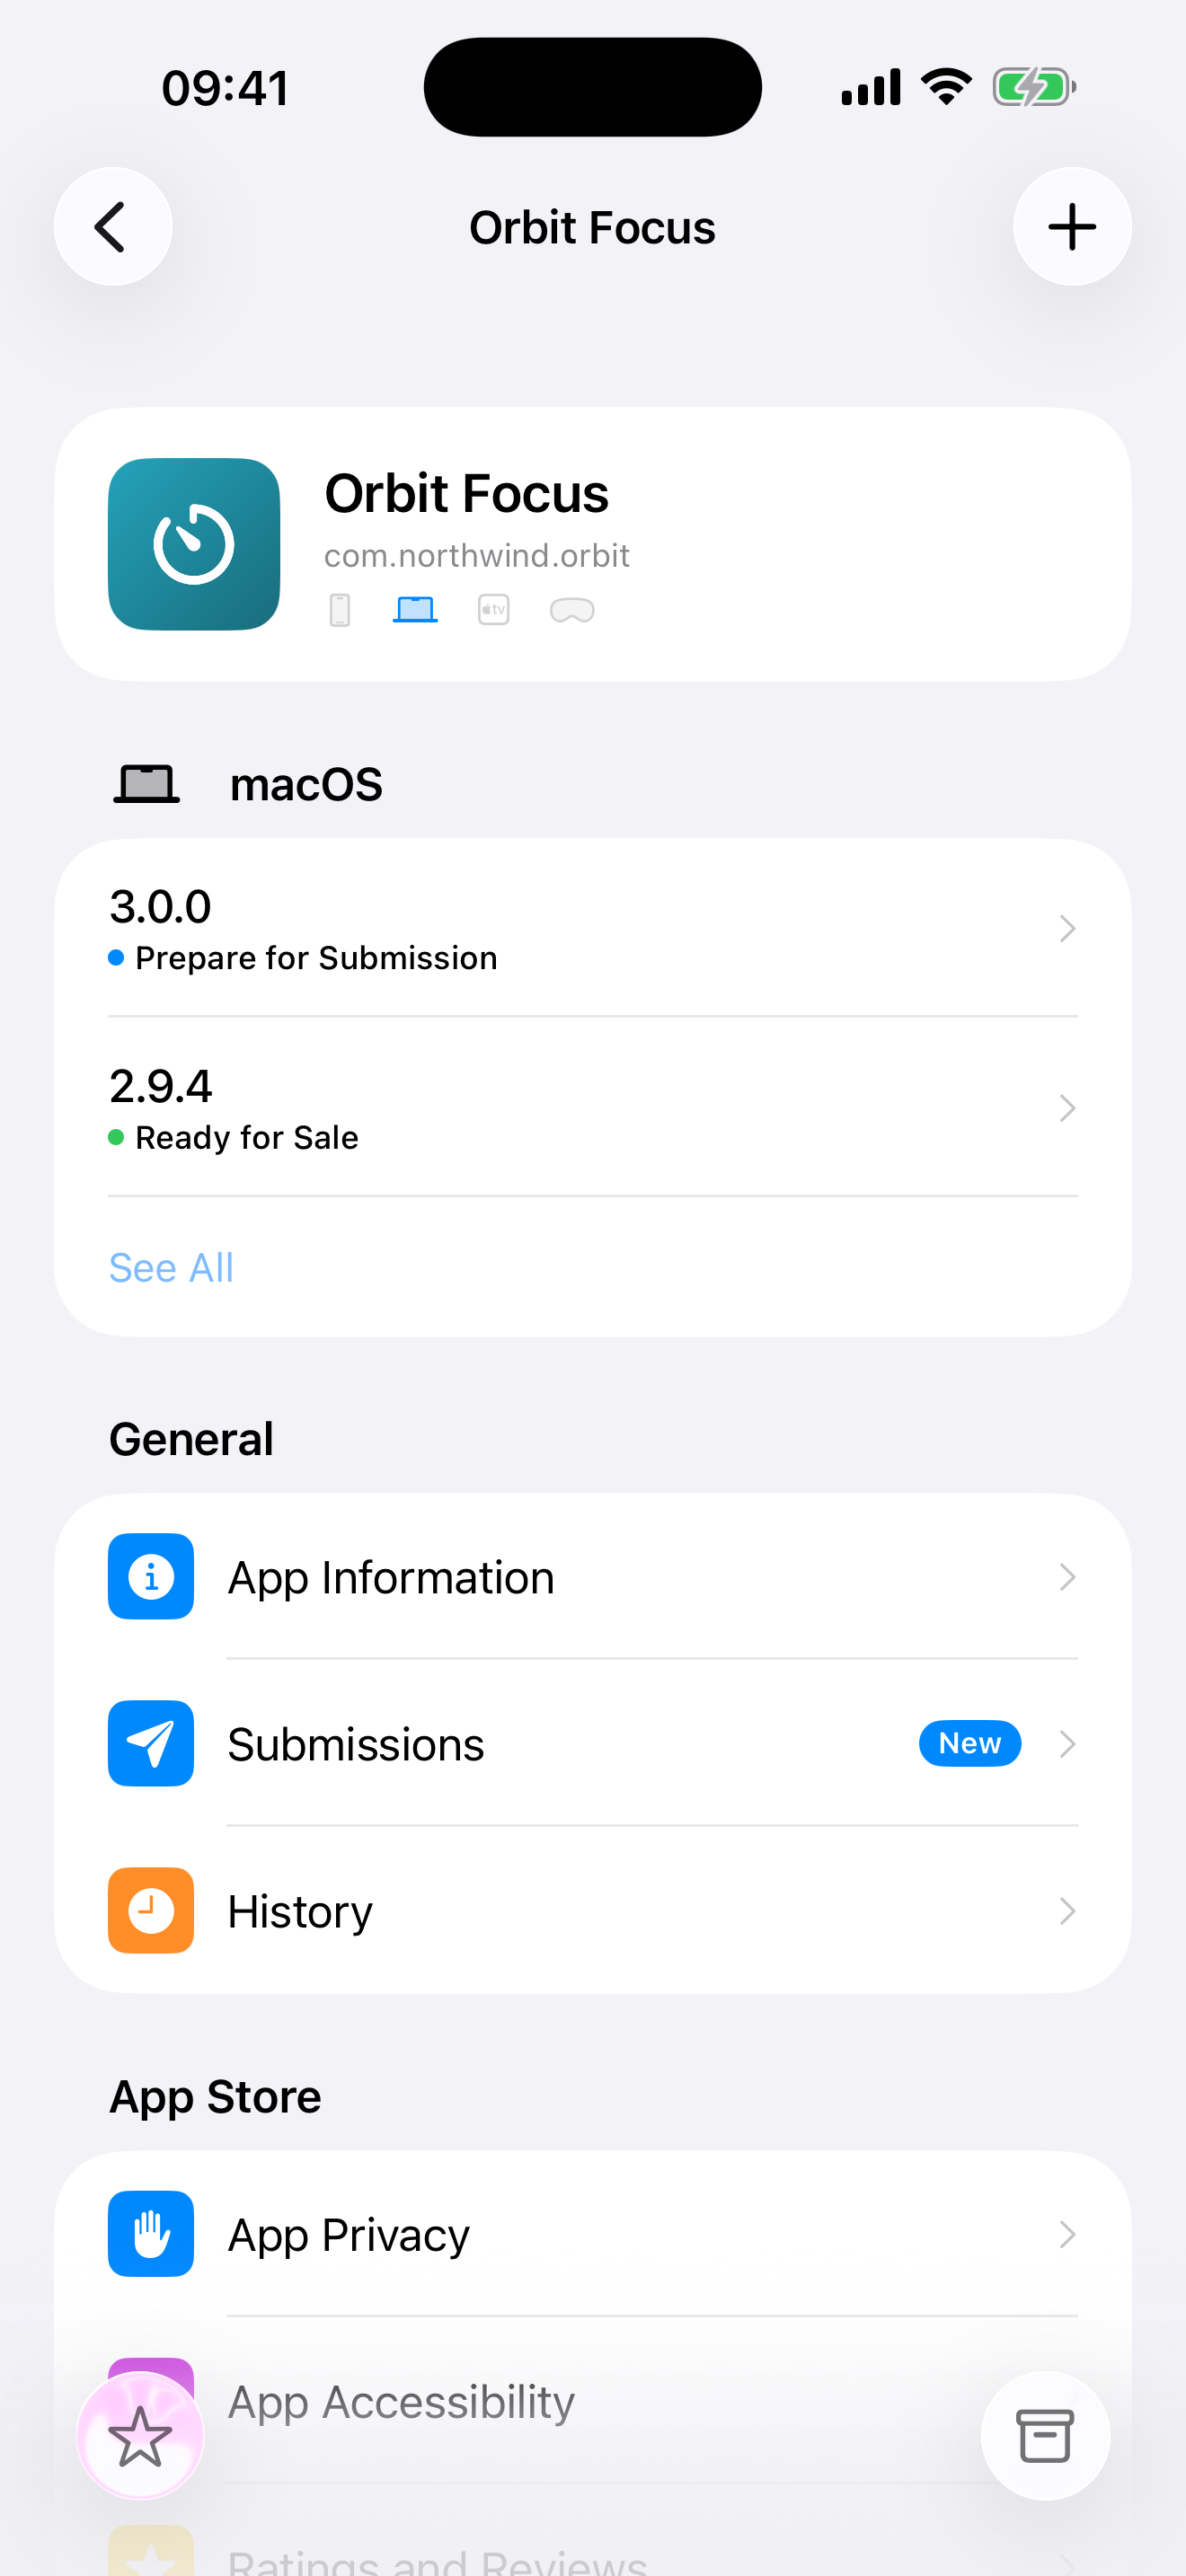 09:41
Orbit Focus
Orbit Focus
com.northwind.orbit
tv
macOS
3.0.0
Prepare for Submission
2.9.4
Ready for Sale
See All
General
App Information
Submissions
New
History
App Store
App Privacy
App Accessibility
Ratings and Reviews